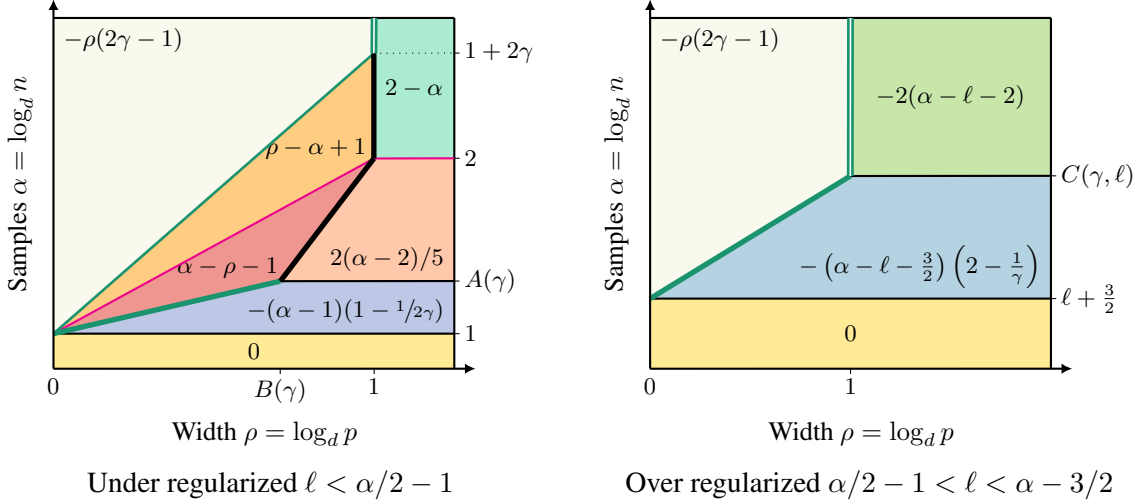 −ρ(2γ − 1)
1 + 2γ
2 − α
ρ − α + 1
2
α − ρ − 1
2(α − 2)/5
A(γ)
−(α − 1)(1 − 1/2γ)
1
0
0
B(γ)
1
Samples α = log_d n
Width ρ = log_d p
Under regularized ℓ < α/2 − 1
−ρ(2γ − 1)
−2(α − ℓ − 2)
C(γ, ℓ)
−(α − ℓ − 3/2)(2 − 1/γ)
ℓ + 3/2
0
0
1
Samples α = log_d n
Width ρ = log_d p
Over regularized α/2 − 1 < ℓ < α − 3/2